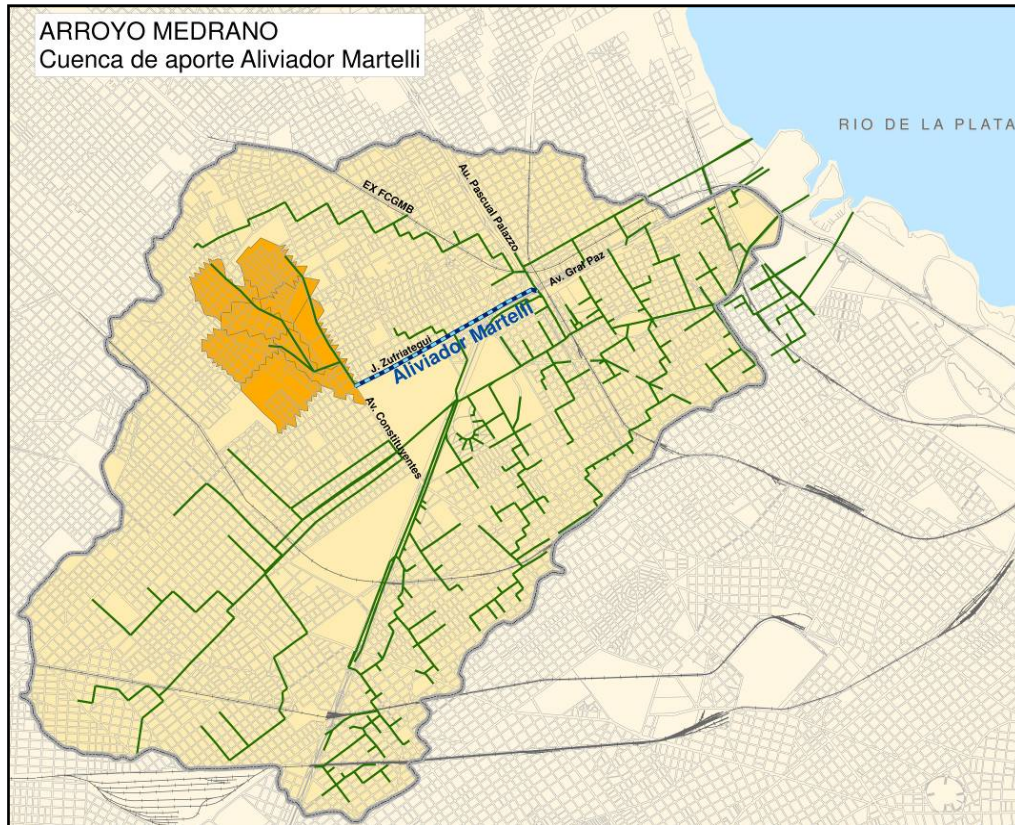 ARROYO MEDRANO
Cuenca de aporte Aliviador Martelli
RIO DE LA PLATA
EX FCGMB
Au. Pascual Palazzo
Av. Gral Paz
J. Zufriategui
Aliviador Martelli
Av. Constituyentes